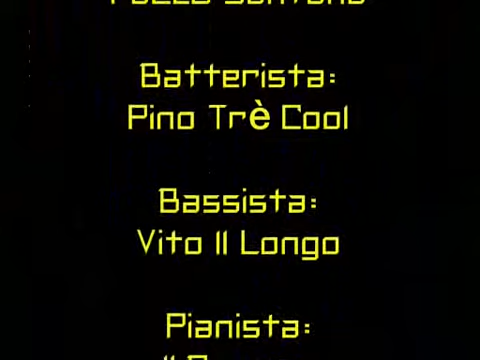 Batterista:
Pino Trè Cool
Bassista:
Vito Il Longo
Pianista: